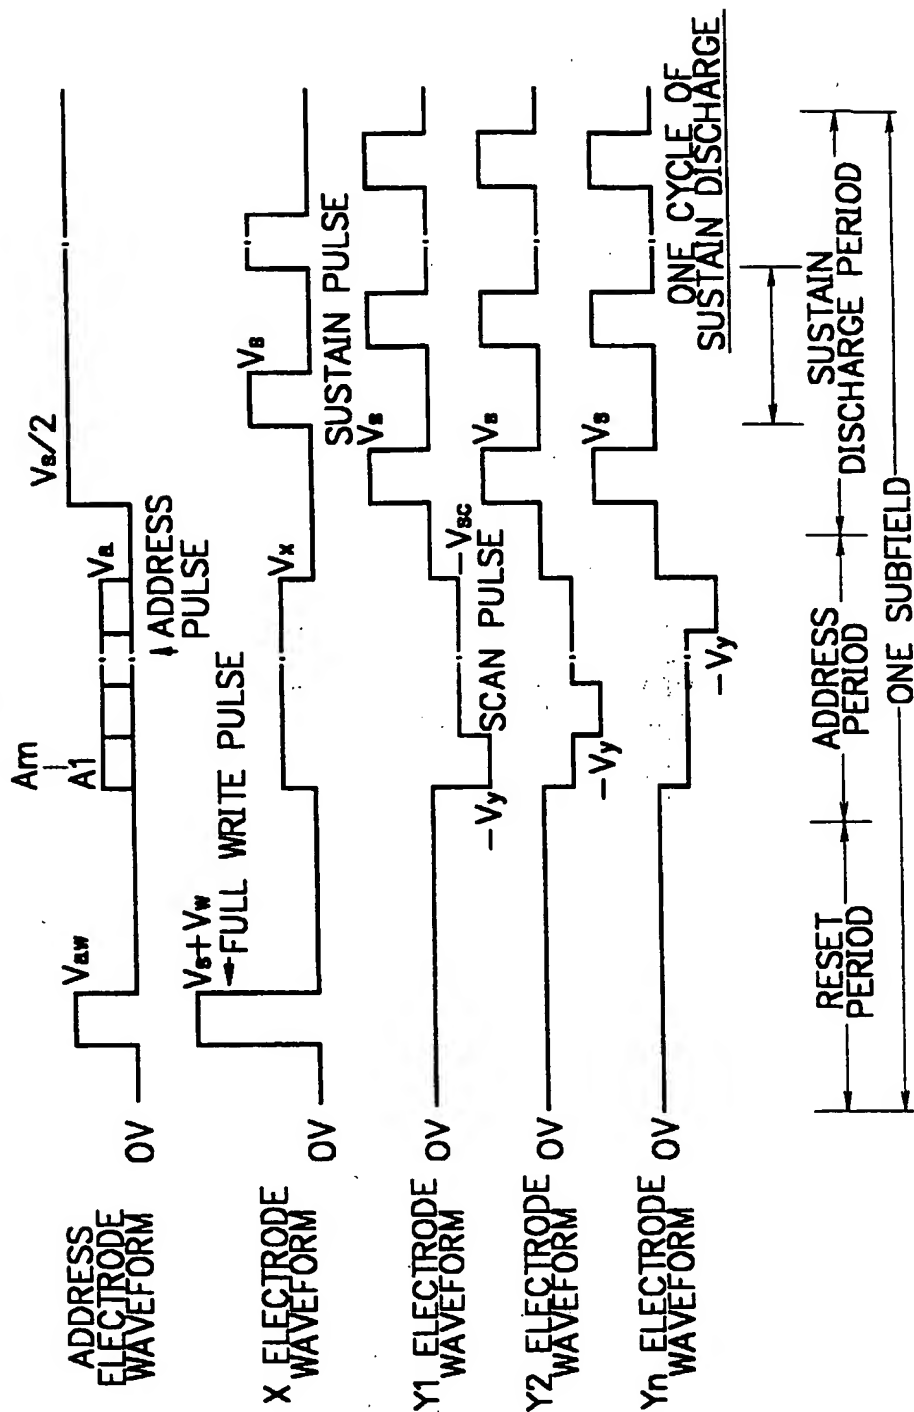 ADDRESS
ELECTRODE
WAVEFORM
0V
Vaw
Am
A1
Va
ADDRESS
PULSE
Vs/2
X ELECTRODE
WAVEFORM
0V
Vs+Vw
FULL WRITE PULSE
Vx
Vs
SUSTAIN PULSE
Y1 ELECTRODE
WAVEFORM
0V
-Vy
SCAN PULSE
-Vsc
Vs
Y2 ELECTRODE
WAVEFORM
0V
-Vy
Vs
Yn ELECTRODE
WAVEFORM
0V
-Vy
Vs
ONE CYCLE OF
SUSTAIN DISCHARGE
RESET
PERIOD
ADDRESS
PERIOD
SUSTAIN
DISCHARGE PERIOD
ONE SUBFIELD